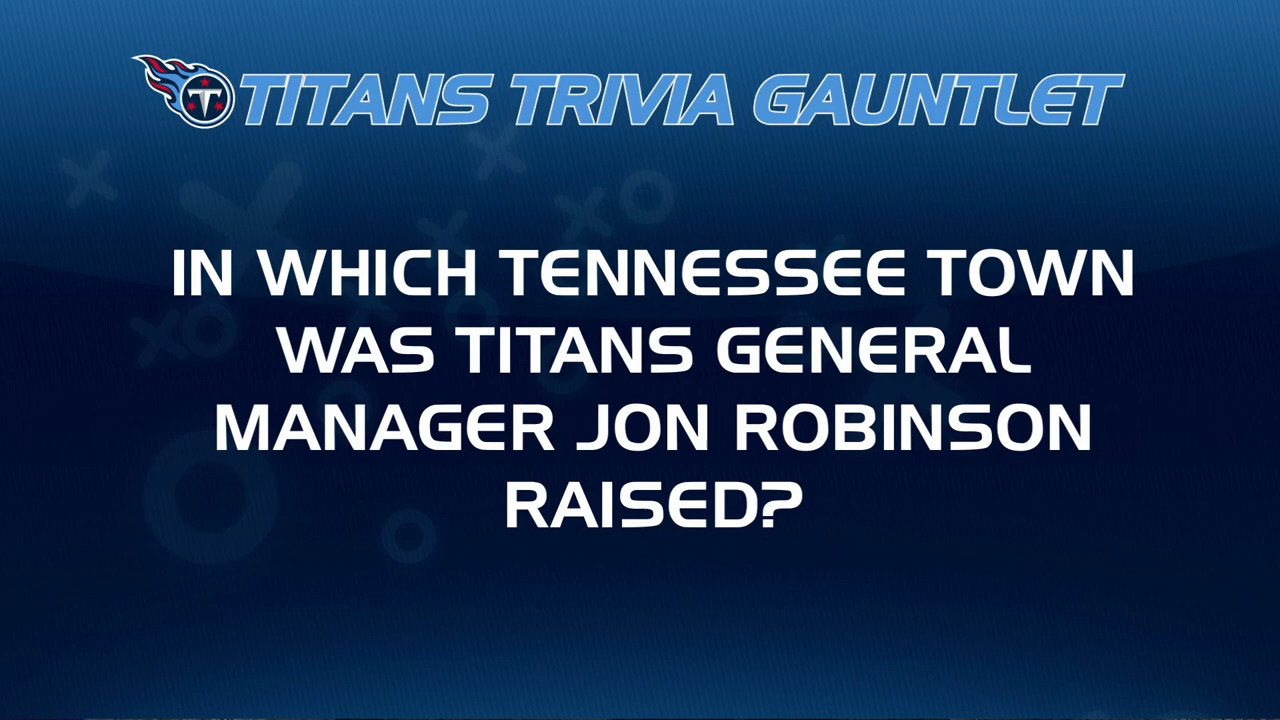 TITANS TRIVIA GAUNTLET
IN WHICH TENNESSEE TOWN
WAS TITANS GENERAL
MANAGER JON ROBINSON
RAISED?